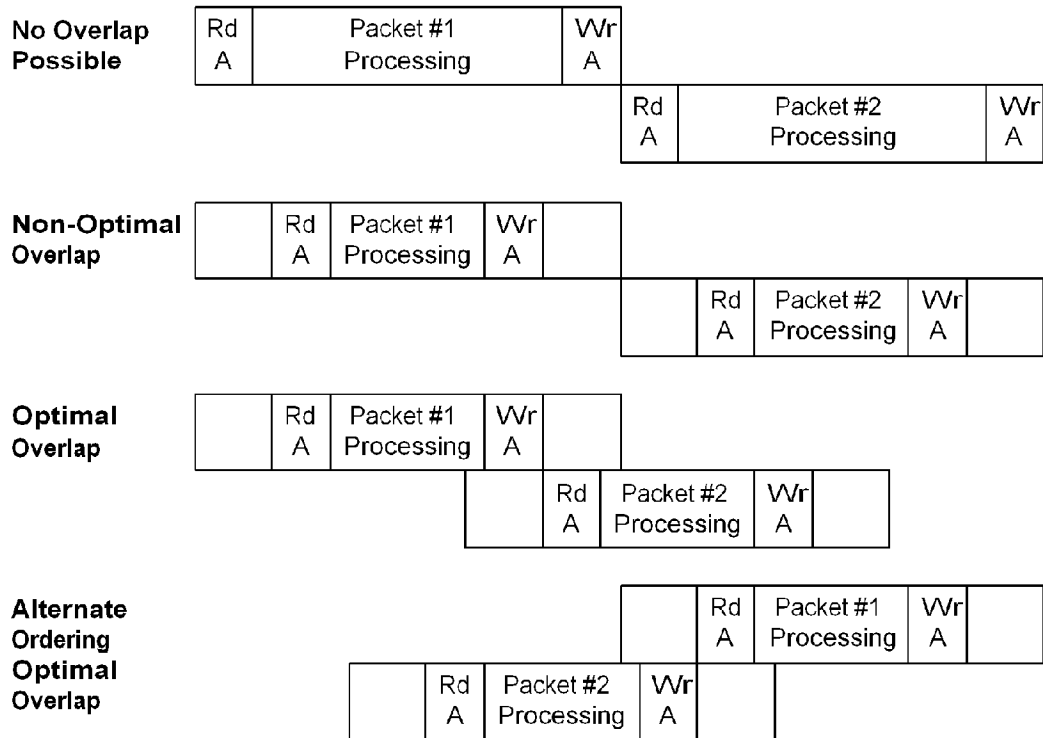 No Overlap
Possible
Rd
A
Packet #1
Processing
Wr
A
Rd
A
Packet #2
Processing
Wr
A
Non-Optimal
Overlap
Rd
A
Packet #1
Processing
Wr
A
Rd
A
Packet #2
Processing
Wr
A
Optimal
Overlap
Rd
A
Packet #1
Processing
Wr
A
Rd
A
Packet #2
Processing
Wr
A
Alternate
Ordering
Optimal
Overlap
Rd
A
Packet #1
Processing
Wr
A
Rd
A
Packet #2
Processing
Wr
A